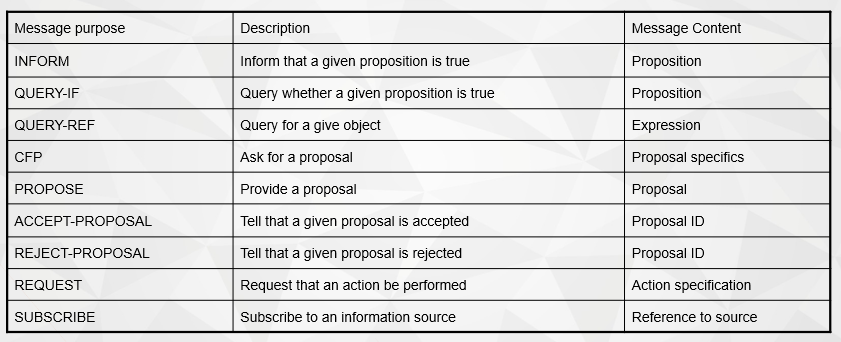 Message purpose Description Message Content
INFORM Inform that a given proposition is true Proposition
QUERY-IF Query whether a given proposition is true Proposition
QUERY-REF Query for a give object Expression
CFP Ask for a proposal Proposal specifics
PROPOSE Provide a proposal Proposal
ACCEPT-PROPOSAL Tell that a given proposal is accepted Proposal ID
REJECT-PROPOSAL Tell that a given proposal is rejected Proposal ID
REQUEST Request that an action be performed Action specification
SUBSCRIBE Subscribe to an information source Reference to source